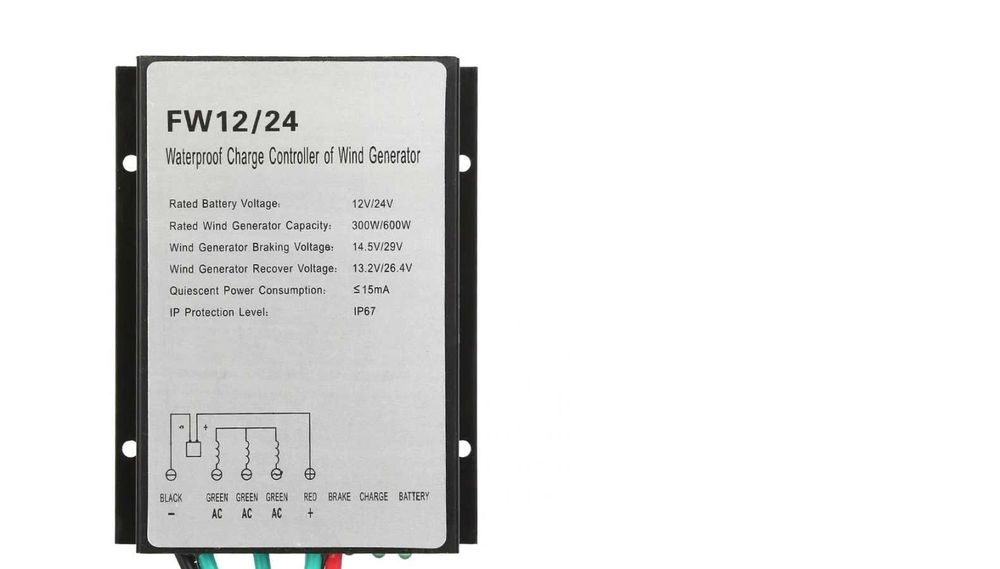 FW12/24
Waterproof Charge Controller of Wind Generator
Rated Battery Voltage: 12V/24V
Rated Wind Generator Capacity: 300W/600W
Wind Generator Braking Voltage: 14.5V/29V
Wind Generator Recover Voltage: 13.2V/26.4V
Quiescent Power Consumption: ≤15mA
IP Protection Level: IP67
- +
BLACK GREEN GREEN GREEN RED BRAKE CHARGE BATTERY
- AC AC AC +